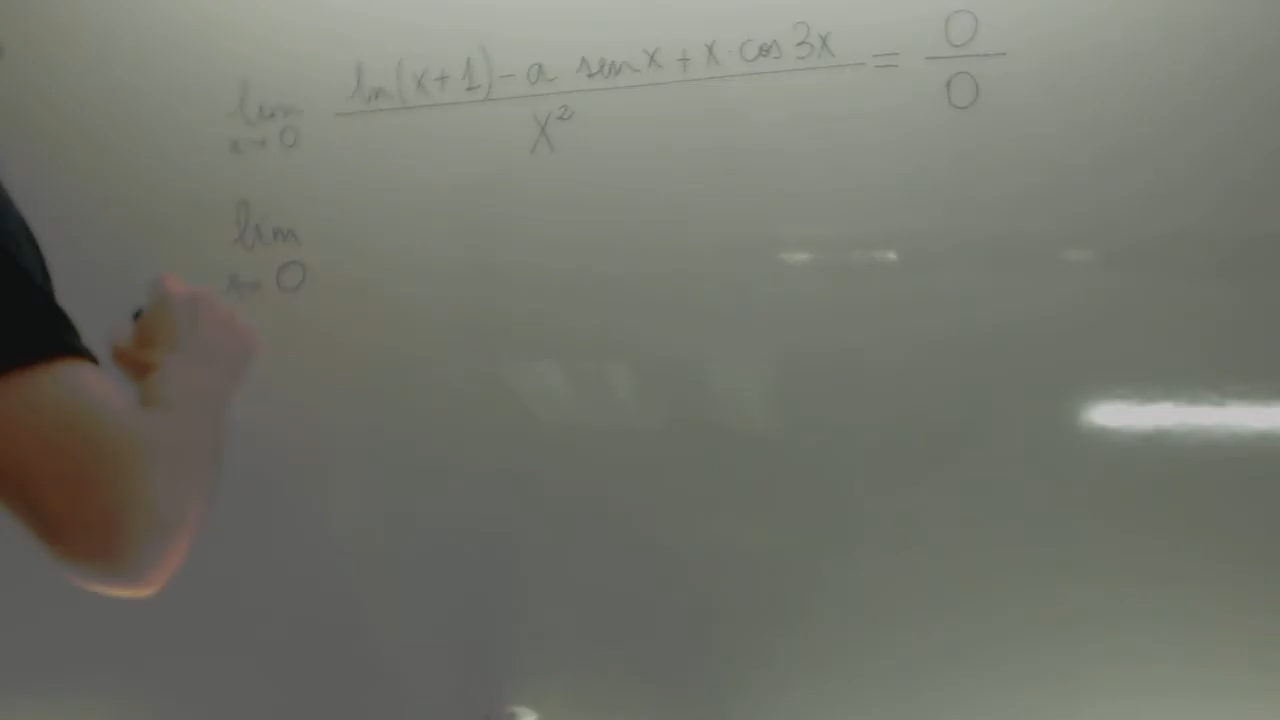 lim x→0 (ln(x+1) - a sen x + x · cos 3x) / x² = 0/0
lim x→0